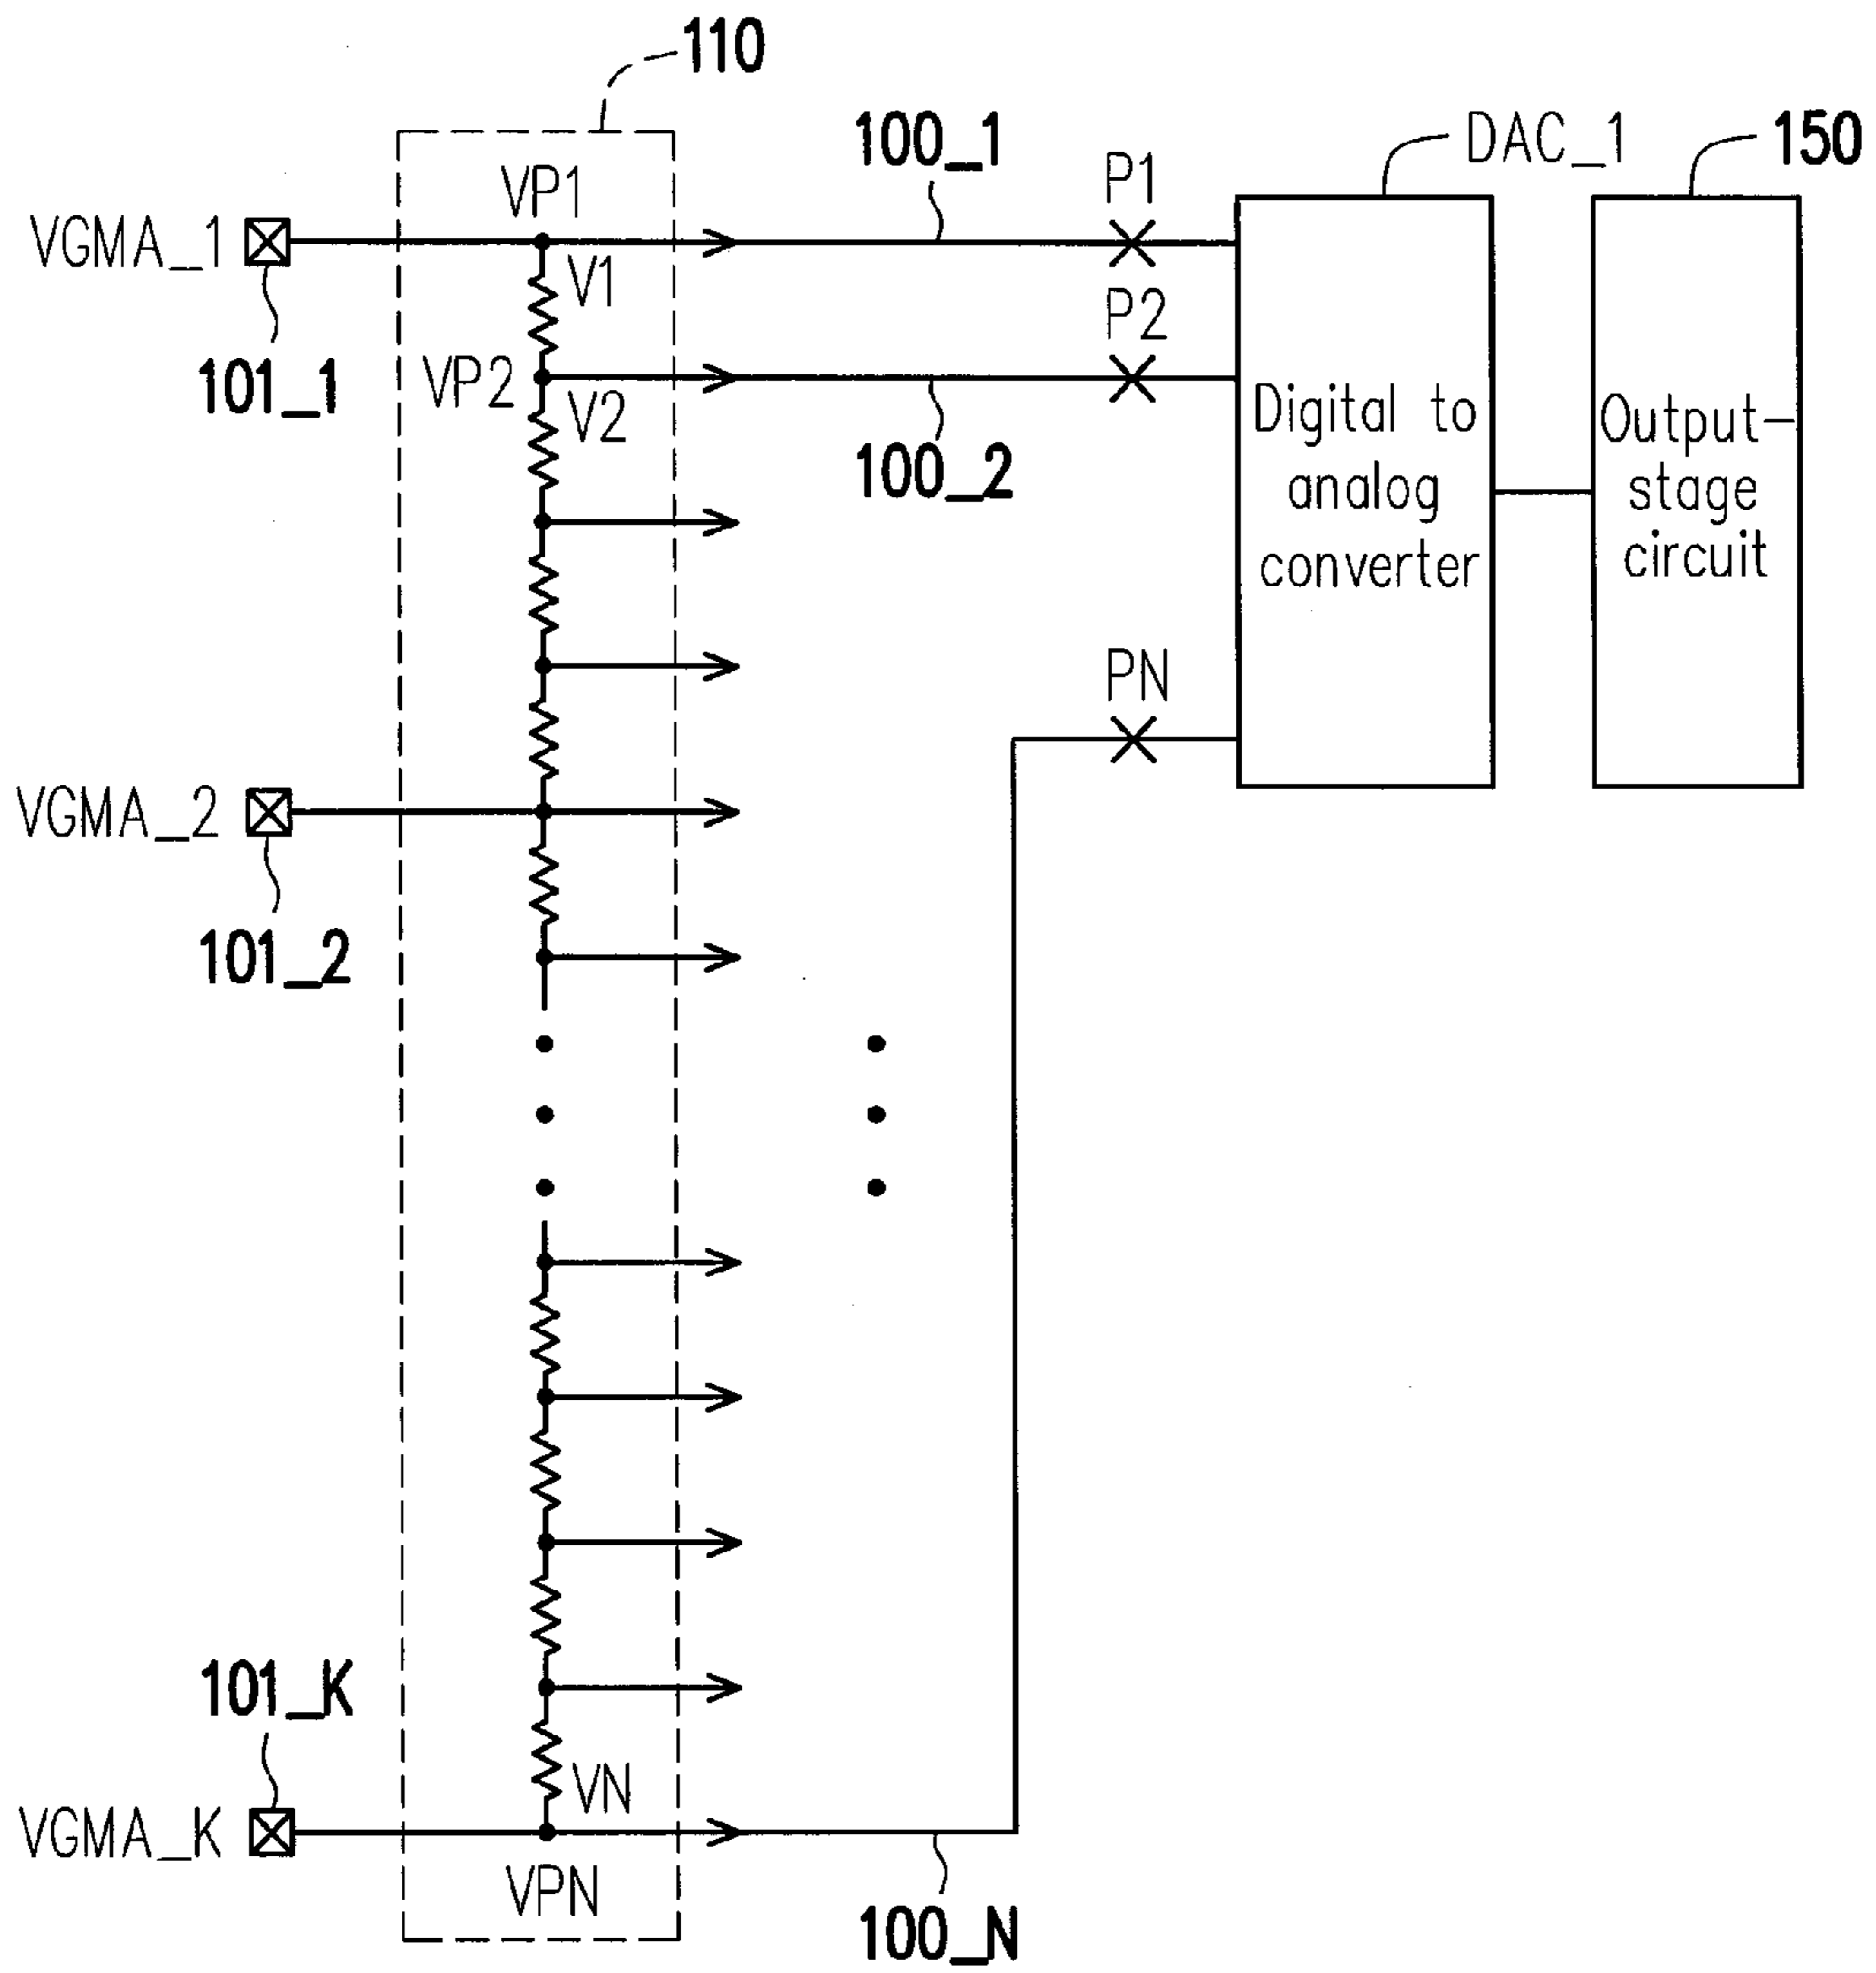 110
100_1
P1
DAC_1
150
VP1
VGMA_1
V1
P2
101_1
VP2
V2
100_2
Digital to
analog
converter
Output-
stage
circuit
PN
VGMA_2
101_2
101_K
VN
VGMA_K
VPN
100_N